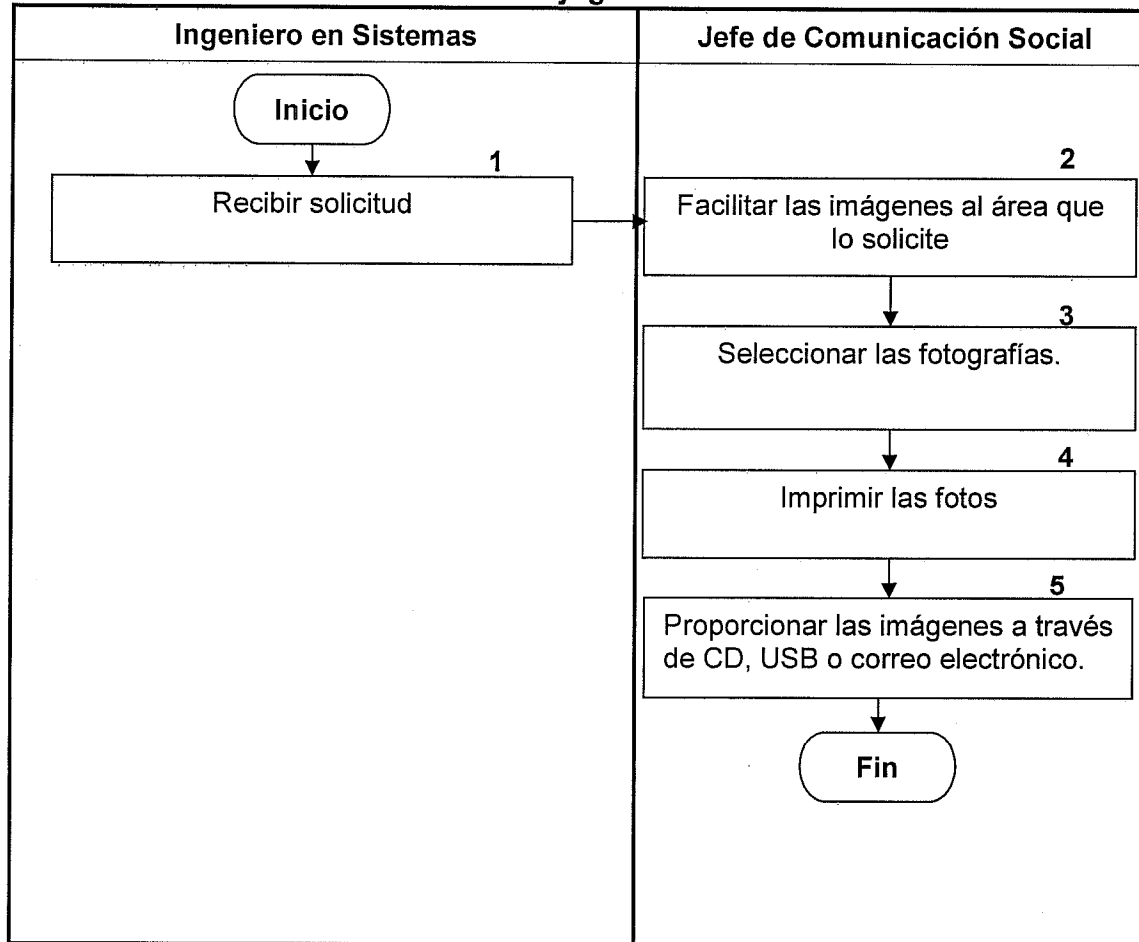 Ingeniero en Sistemas
Jefe de Comunicación Social
Inicio
1
Recibir solicitud
2
Facilitar las imágenes al área que
lo solicite
3
Seleccionar las fotografías.
4
Imprimir las fotos
5
Proporcionar las imágenes a través
de CD, USB o correo electrónico.
Fin